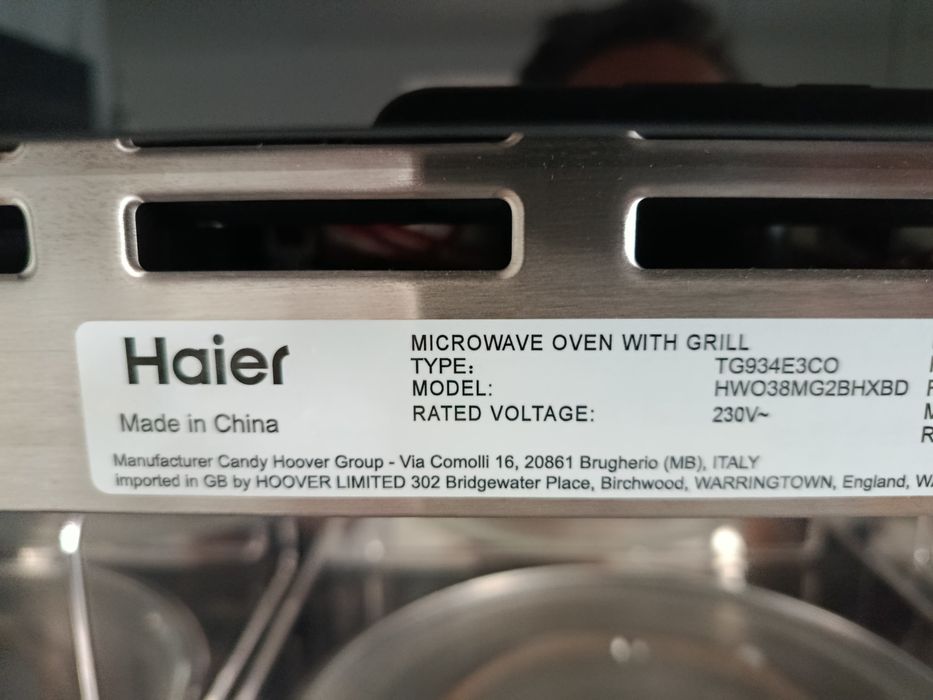 Haier
Made in China
MICROWAVE OVEN WITH GRILL
TYPE: TG934E3CO
MODEL: HWO38MG2BHXBD
RATED VOLTAGE: 230V~
Manufacturer Candy Hoover Group - Via Comolli 16, 20861 Brugherio (MB), ITALY
imported in GB by HOOVER LIMITED 302 Bridgewater Place, Birchwood, WARRINGTOWN, England,